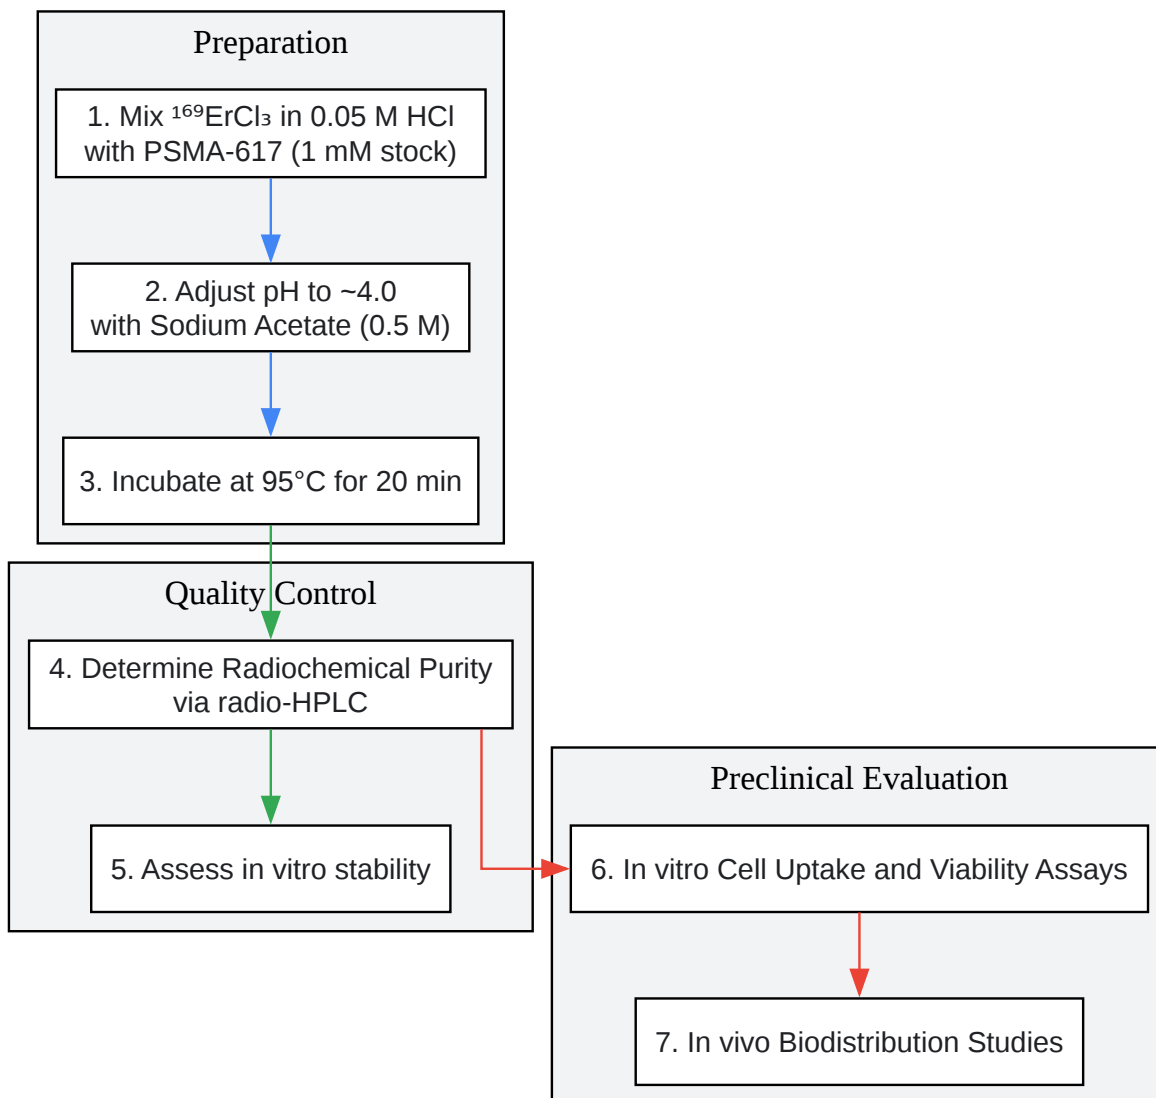 Preparation
1. Mix ¹⁶⁹ErCl₃ in 0.05 M HCl
with PSMA-617 (1 mM stock)
2. Adjust pH to ~4.0
with Sodium Acetate (0.5 M)
3. Incubate at 95°C for 20 min
Quality Control
4. Determine Radiochemical Purity
via radio-HPLC
5. Assess in vitro stability
Preclinical Evaluation
6. In vitro Cell Uptake and Viability Assays
7. In vivo Biodistribution Studies